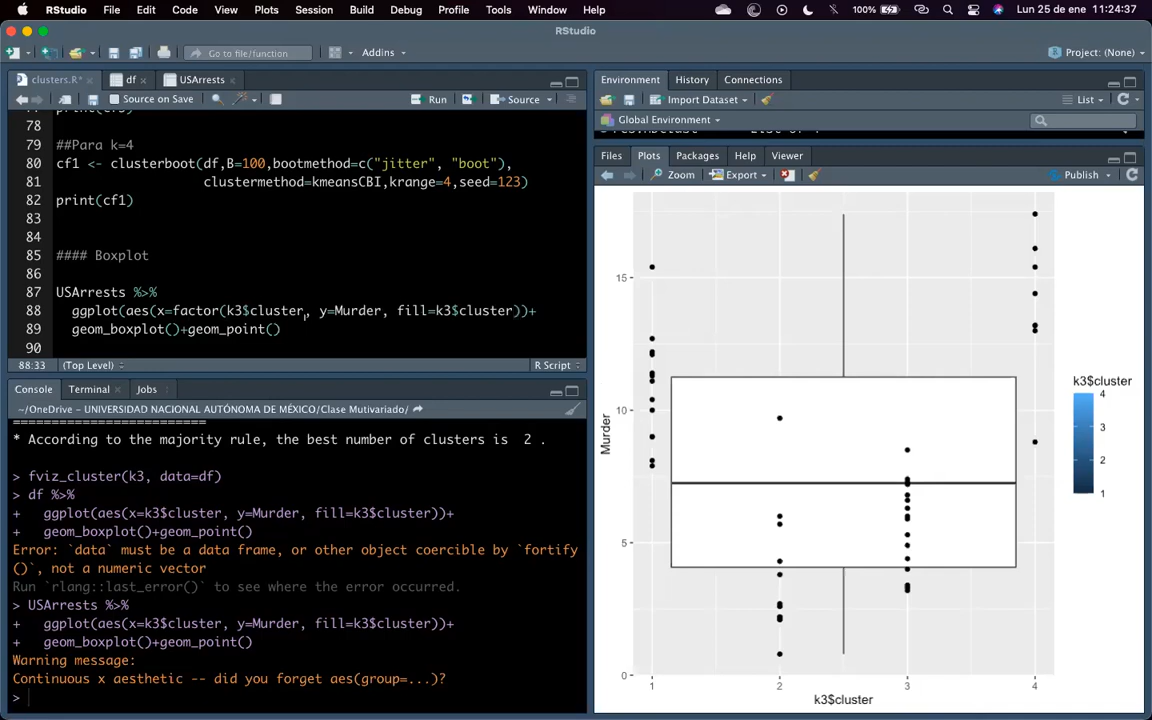 RStudio File Edit Code View Plots Session Build Debug Profile Tools Window Help 100% Lun 25 de ene 11:24:37
RStudio
Go to file/function Addins Project: (None)
clusters.R* df USArrests
Source on Save Run Source
78
79 ##Para k=4
80 cf1 <- clusterboot(df,B=100,bootmethod=c("jitter", "boot"),
81 clustermethod=kmeansCBI,krange=4,seed=123)
82 print(cf1)
83
84
85 #### Boxplot
86
87 USArrests %>%
88 ggplot(aes(x=factor(k3$cluster, y=Murder, fill=k3$cluster))+
89 geom_boxplot()+geom_point()
90
88:33 (Top Level) R Script
Console Terminal Jobs
~/OneDrive - UNIVERSIDAD NACIONAL AUTÓNOMA DE MÉXICO/Clase Mutivariado/
=========================
* According to the majority rule, the best number of clusters is 2 .
> fviz_cluster(k3, data=df)
> df %>%
+ ggplot(aes(x=k3$cluster, y=Murder, fill=k3$cluster))+
+ geom_boxplot()+geom_point()
Error: `data` must be a data frame, or other object coercible by `fortify
()`, not a numeric vector
Run `rlang::last_error()` to see where the error occurred.
> USArrests %>%
+ ggplot(aes(x=k3$cluster, y=Murder, fill=k3$cluster))+
+ geom_boxplot()+geom_point()
Warning message:
Continuous x aesthetic -- did you forget aes(group=...)?
>
Environment History Connections
Import Dataset List
Global Environment
Files Plots Packages Help Viewer
Zoom Export Publish
15
10
5
0
Murder
1 2 3 4
k3$cluster
k3$cluster
4
3
2
1